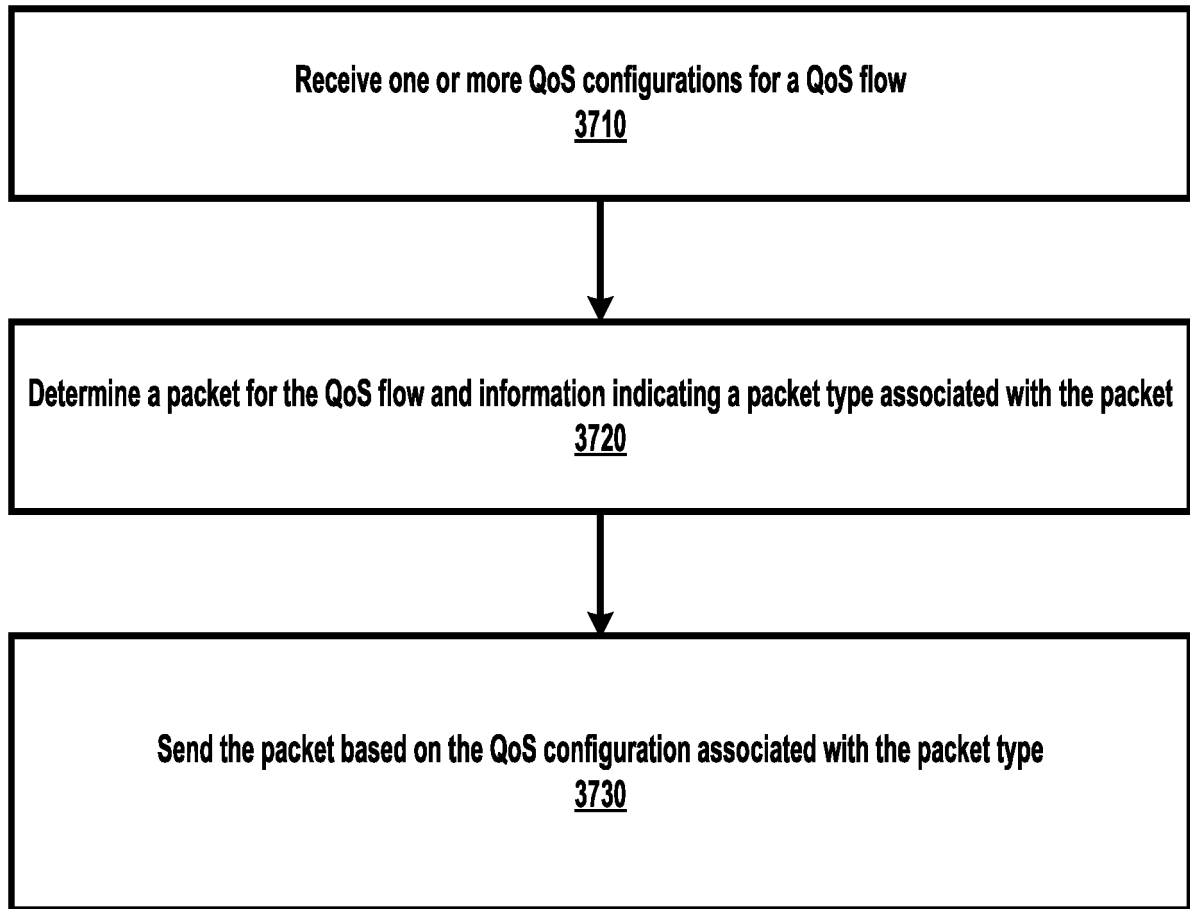 Receive one or more QoS configurations for a QoS flow
3710
Determine a packet for the QoS flow and information indicating a packet type associated with the packet
3720
Send the packet based on the QoS configuration associated with the packet type
3730